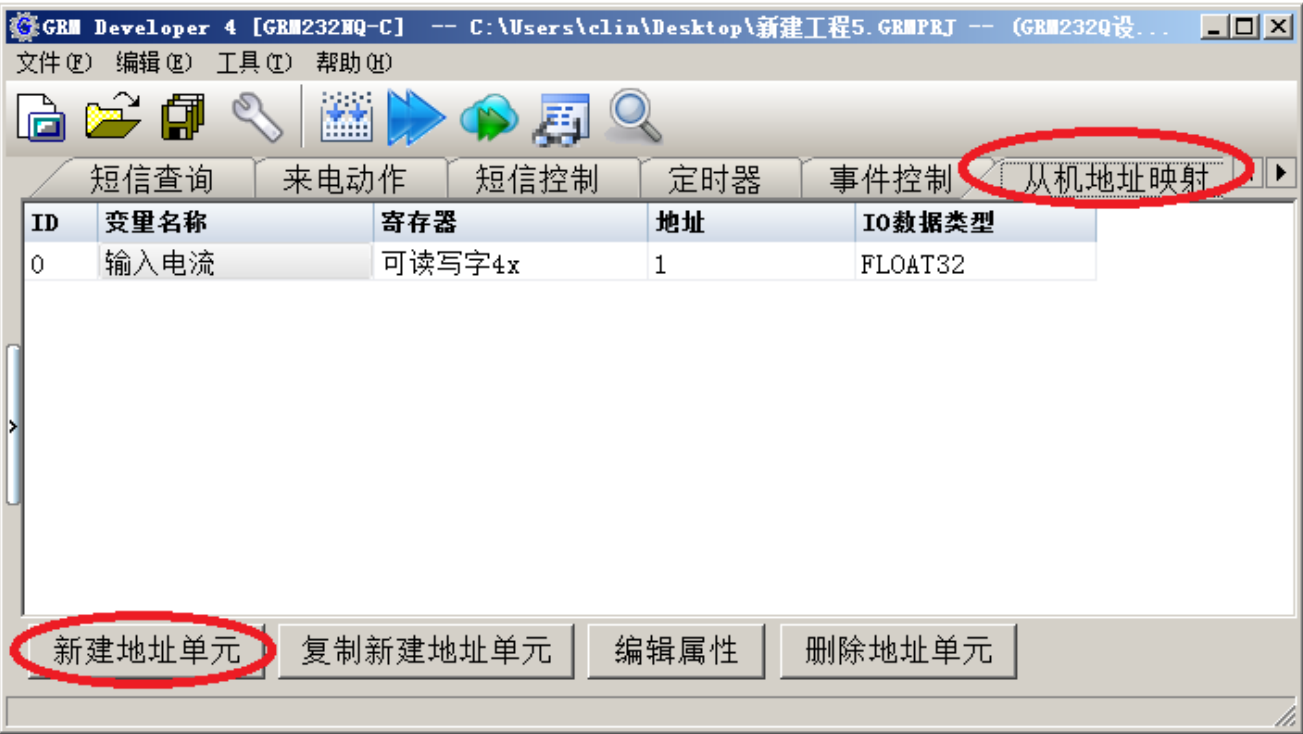 GRM Developer 4 [GRM232NQ-C] -- C:\Users\clin\Desktop\新建工程5.GRMPRJ -- (GRM232Q设...
文件(F) 编辑(E) 工具(T) 帮助(H)
短信查询 来电动作 短信控制 定时器 事件控制 从机地址映射
ID 变量名称 寄存器 地址 IO数据类型
0 输入电流 可读写字4x 1 FLOAT32
新建地址单元 复制新建地址单元 编辑属性 删除地址单元